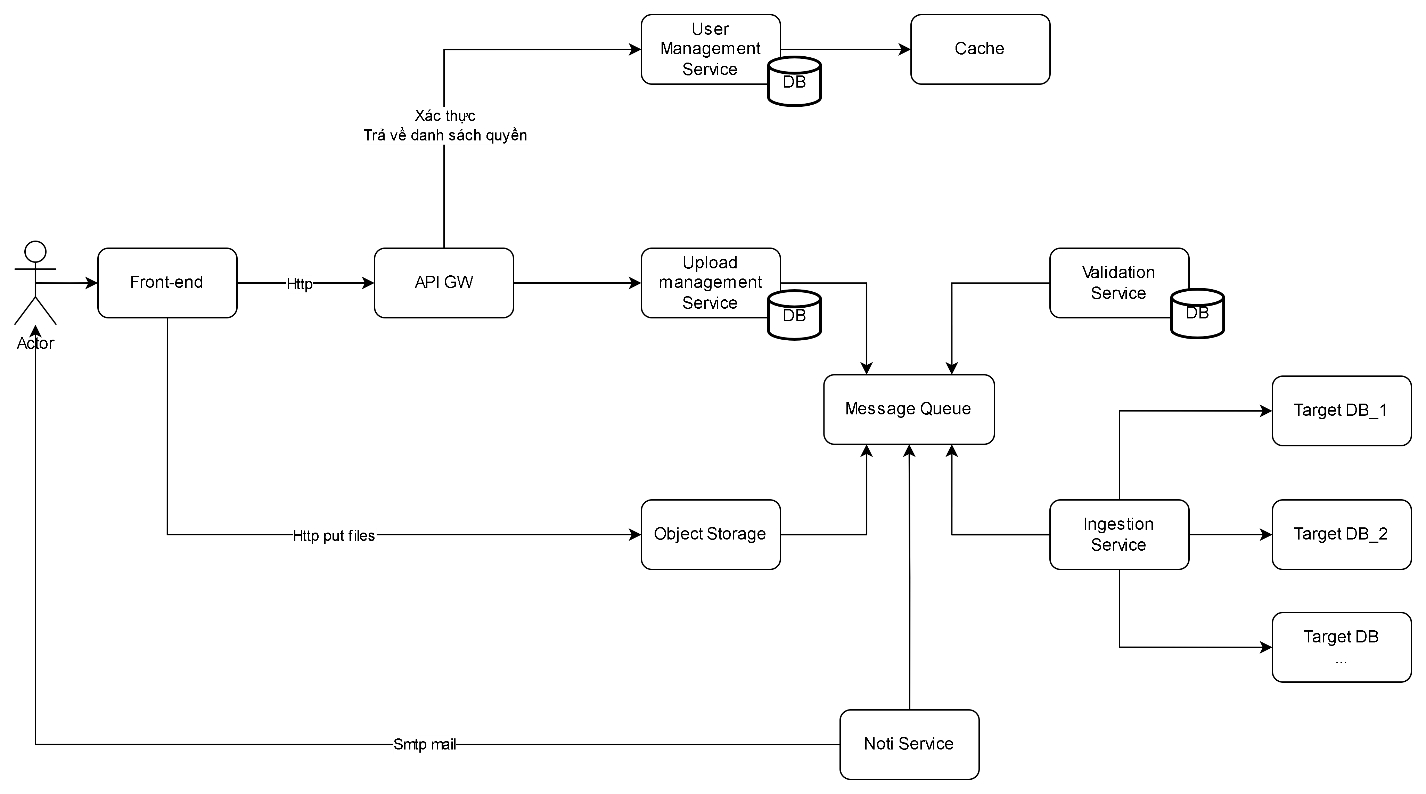 User
Management
Service
DB
Cache
Xác thực
Trả về danh sách quyền
Actor
Front-end
Http
API GW
Upload
management
Service
DB
Validation
Service
DB
Message Queue
Target DB_1
Http put files
Object Storage
Ingestion
Service
Target DB_2
Target DB
...
Smtp mail
Noti Service